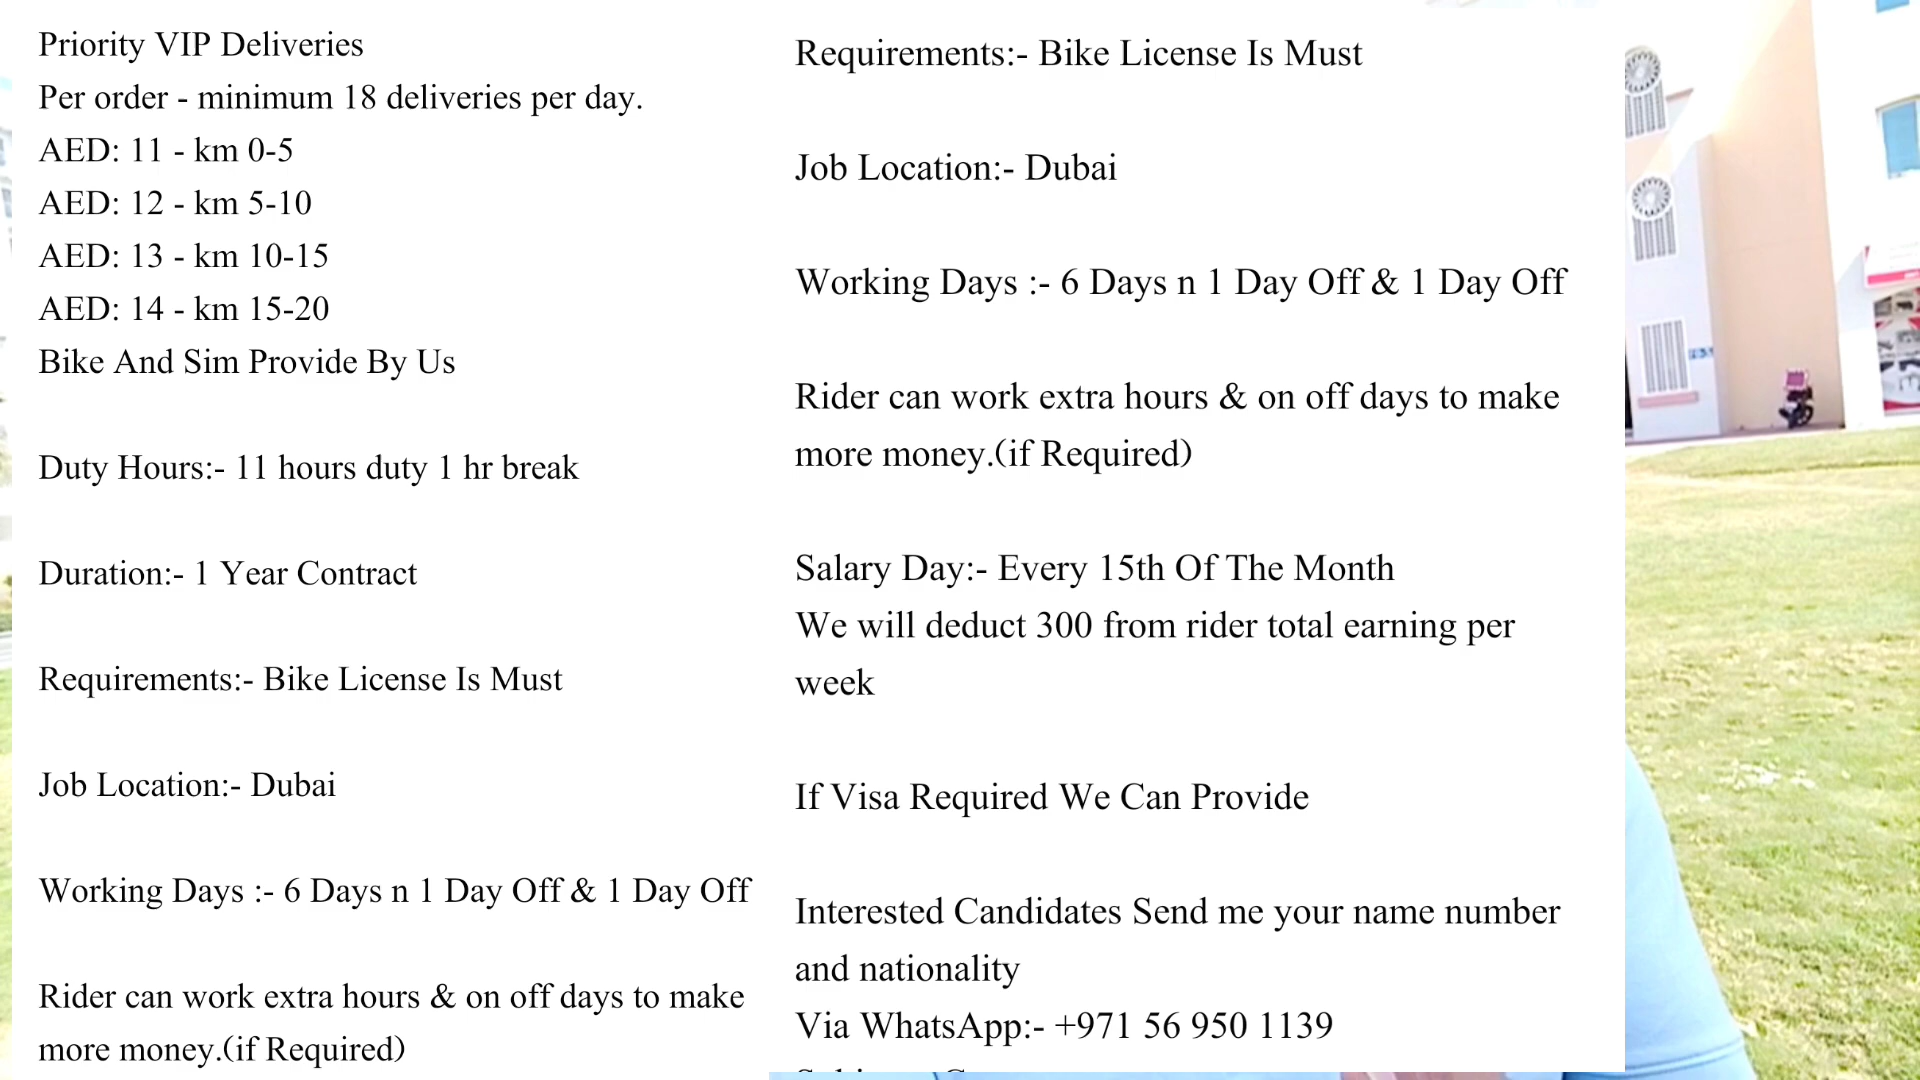 Priority VIP Deliveries
Per order - minimum 18 deliveries per day.
AED: 11 - km 0-5
AED: 12 - km 5-10
AED: 13 - km 10-15
AED: 14 - km 15-20
Bike And Sim Provide By Us
Duty Hours:- 11 hours duty 1 hr break
Duration:- 1 Year Contract
Requirements:- Bike License Is Must
Job Location:- Dubai
Working Days :- 6 Days n 1 Day Off & 1 Day Off
Rider can work extra hours & on off days to make
more money.(if Required)
Requirements:- Bike License Is Must
Job Location:- Dubai
Working Days :- 6 Days n 1 Day Off & 1 Day Off
Rider can work extra hours & on off days to make
more money.(if Required)
Salary Day:- Every 15th Of The Month
We will deduct 300 from rider total earning per
week
If Visa Required We Can Provide
Interested Candidates Send me your name number
and nationality
Via WhatsApp:- +971 56 950 1139